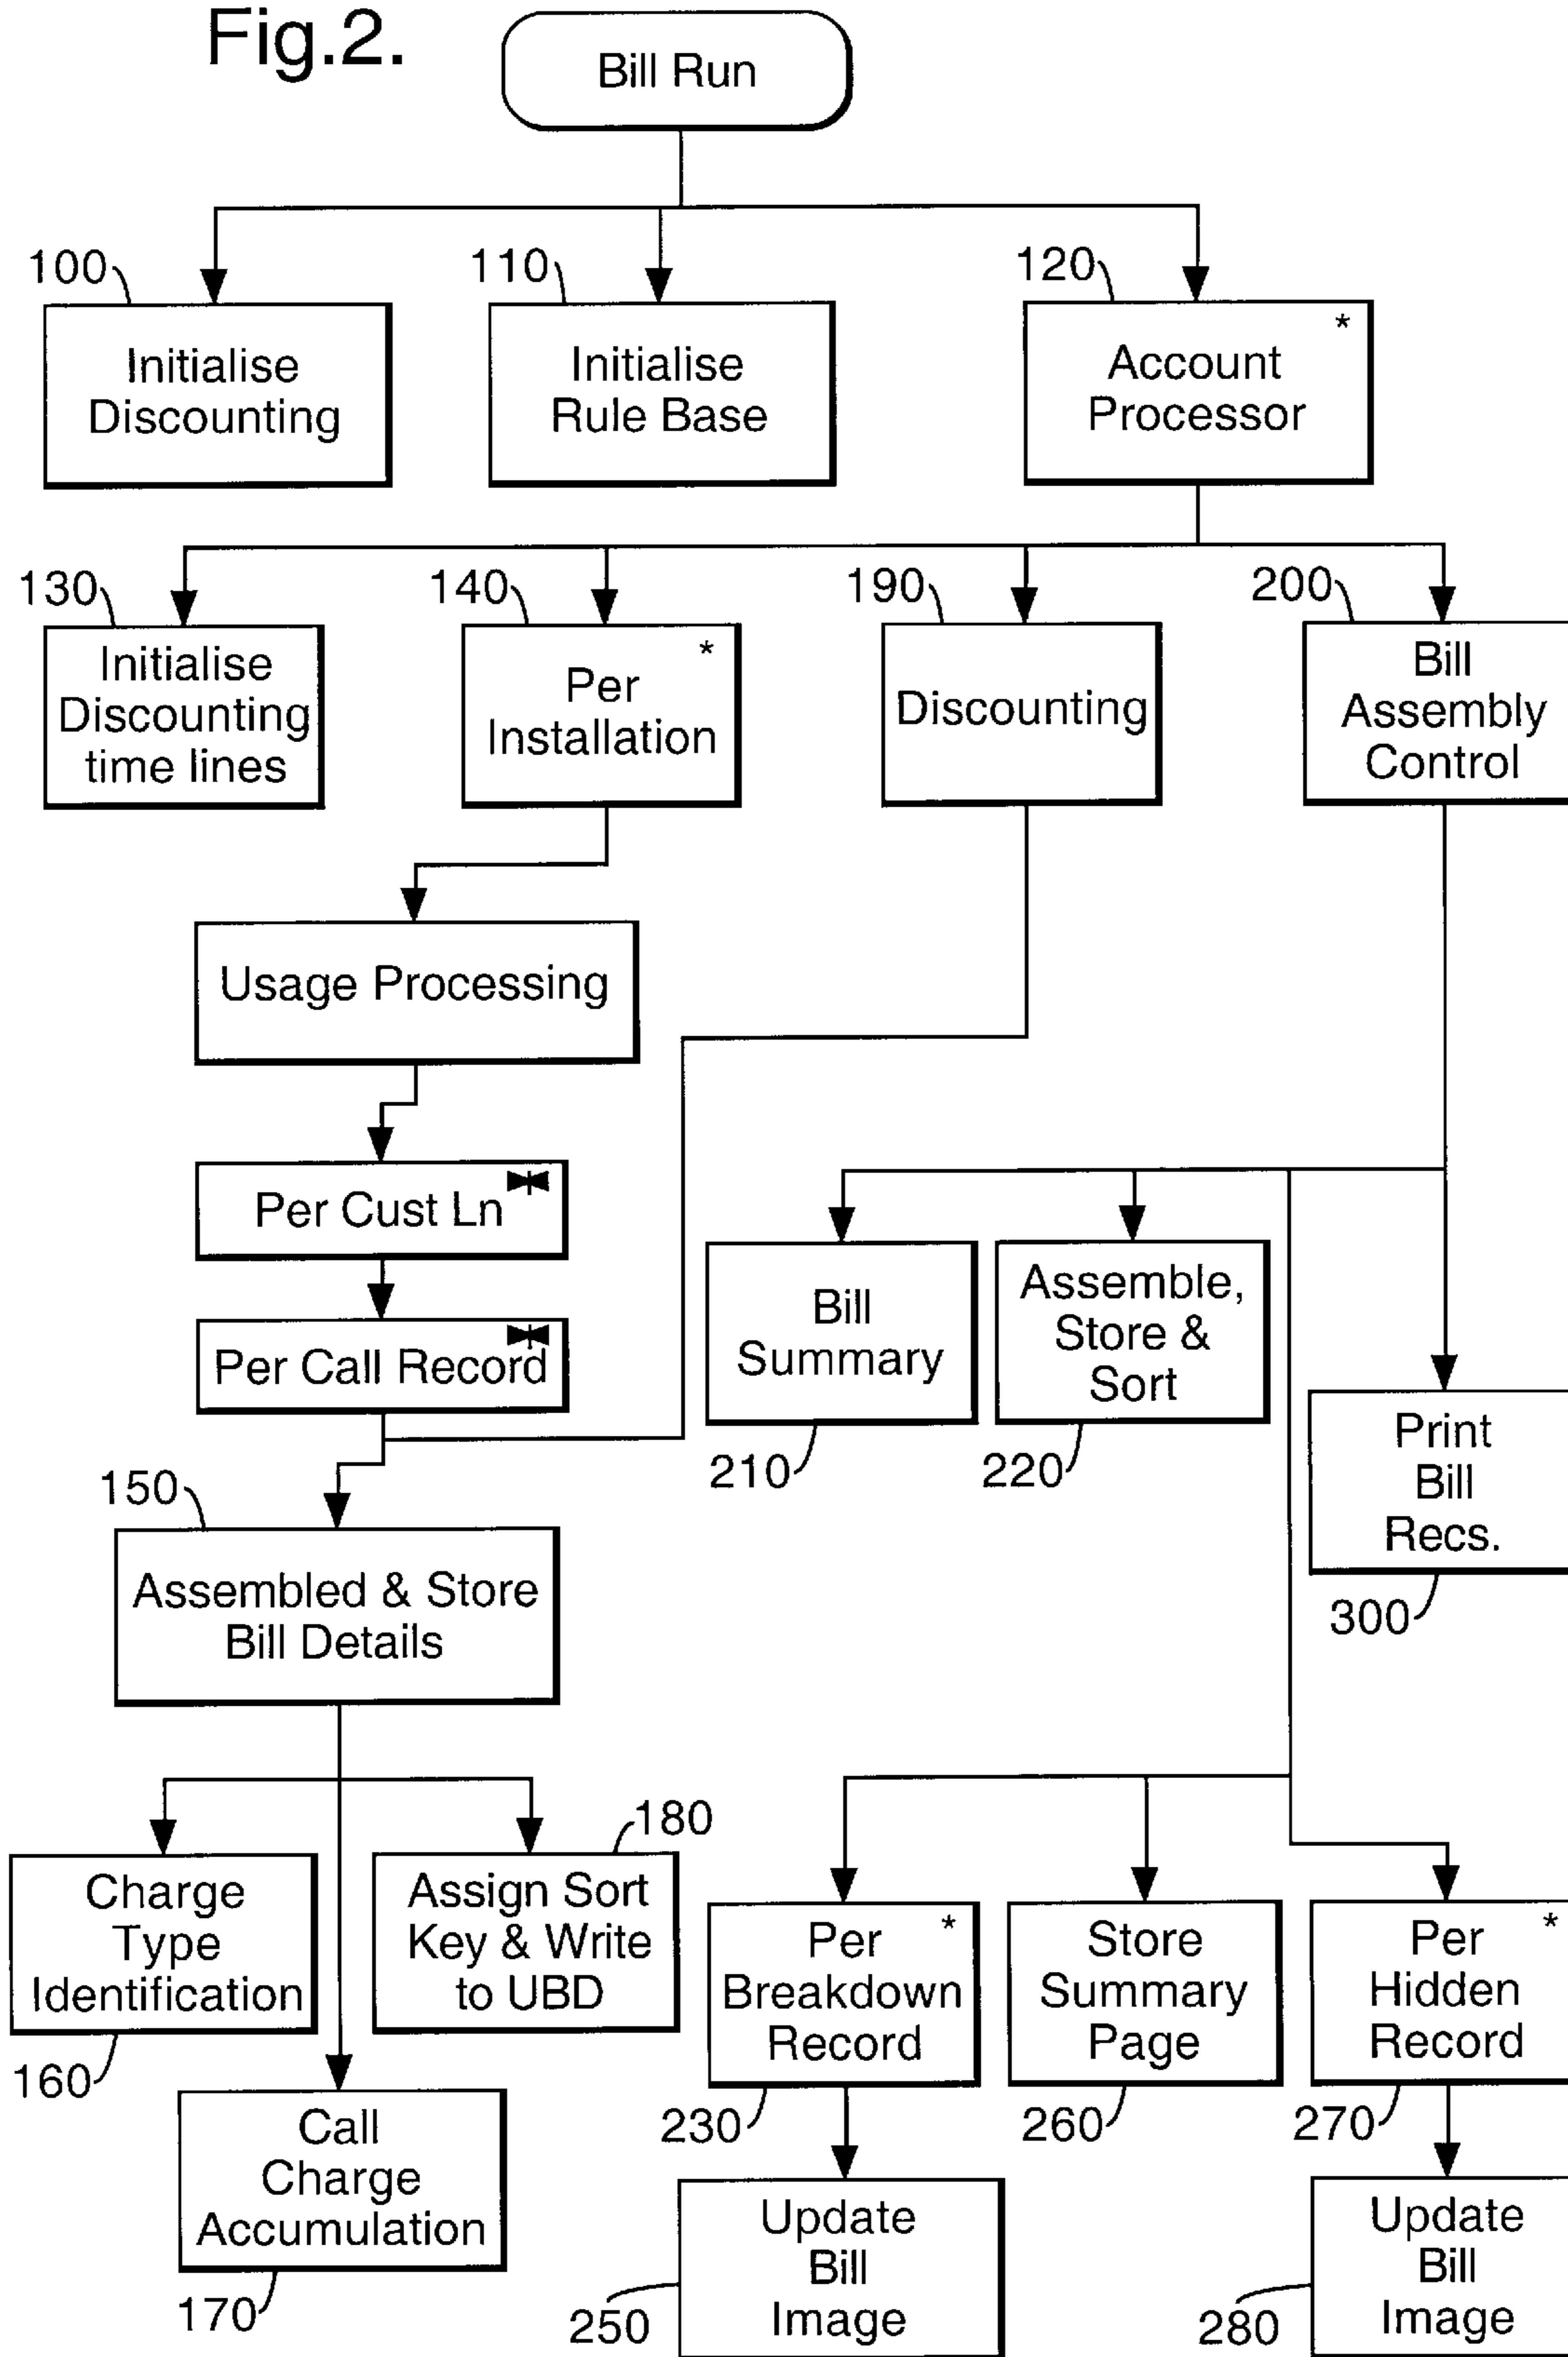 Fig.2.
Bill Run
100
110
120
Initialise
Discounting
Initialise
Rule Base
*
Account
Processor
130
140
190
200
Initialise
Discounting
time lines
*
Per
Installation
Discounting
Bill
Assembly
Control
Usage Processing
Per Cust Ln
Per Call Record
Bill
Summary
210
Assemble,
Store &
Sort
220
Print
Bill
Recs.
300
150
Assembled & Store
Bill Details
180
Charge
Type
Identification
160
Assign Sort
Key & Write
to UBD
Call
Charge
Accumulation
170
*
Per
Breakdown
Record
230
Store
Summary
Page
260
*
Per
Hidden
Record
270
Update
Bill
Image
250
Update
Bill
Image
280